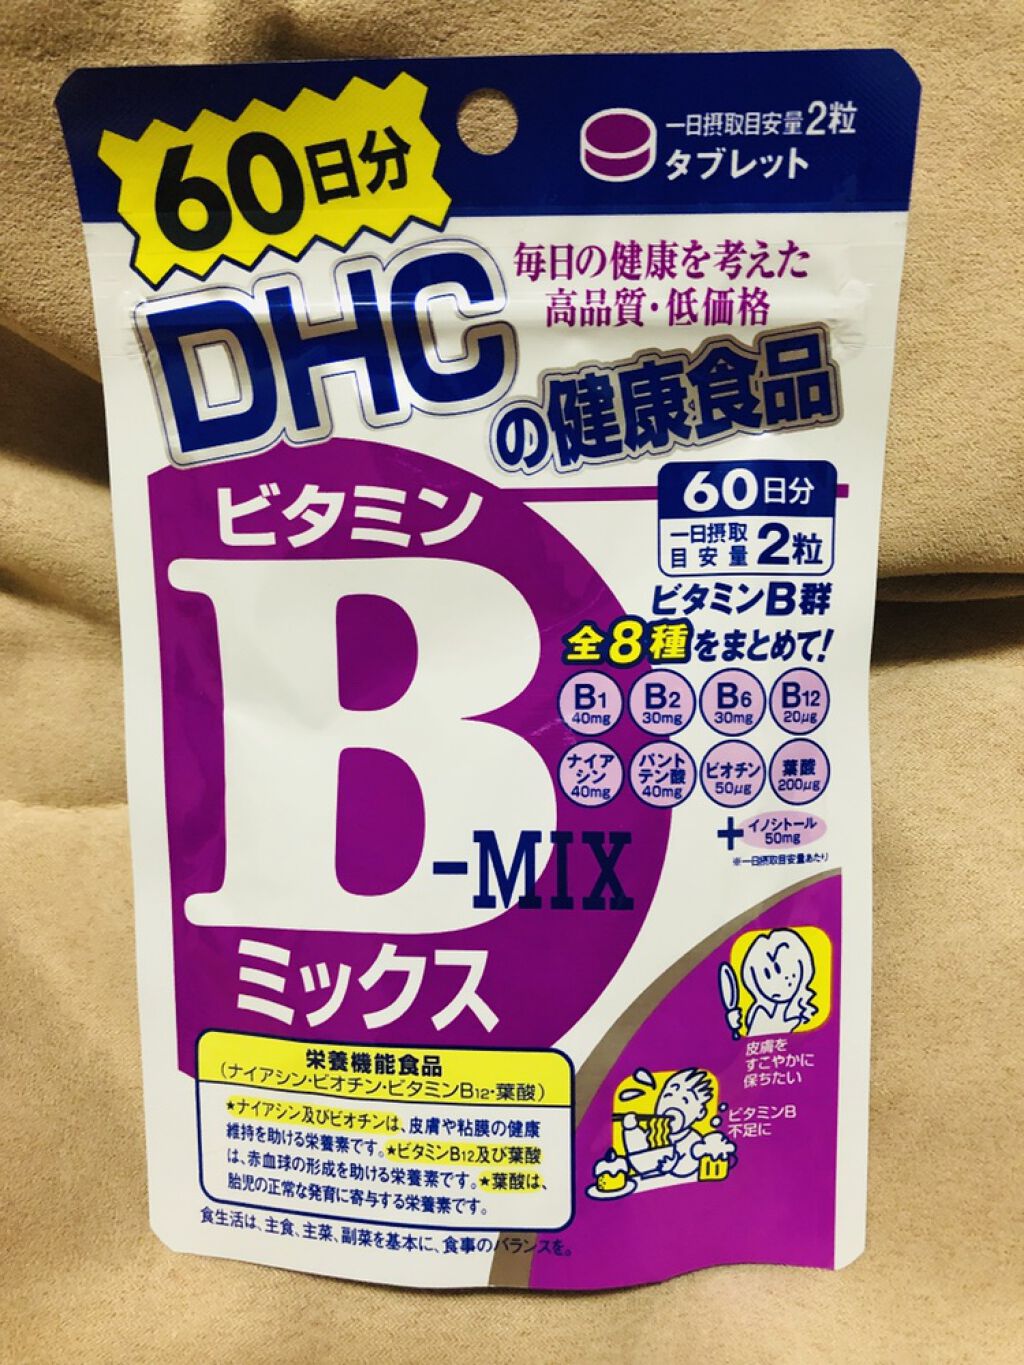 60日分
一日摂取目安量2粒
タブレット
毎日の健康を考えた
高品質・低価格
DHC
の健康食品
60日分
一日摂取
目安量 2粒
ビタミン
B
-MIX
ミックス
ビタミンB群
全8種をまとめて!
B1 40mg
B2 30mg
B6 30mg
B12 20μg
ナイアシン 40mg
パントテン酸 40mg
ビオチン 50μg
葉酸 200μg
+イノシトール 50mg
※一日摂取目安量あたり
皮膚を
すこやかに
保ちたい
ビタミンB
不足に
栄養機能食品
(ナイアシン・ビオチン・ビタミンB12・葉酸)
★ナイアシン及びビオチンは、皮膚や粘膜の健康
維持を助ける栄養素です。★ビタミンB12及び葉酸
は、赤血球の形成を助ける栄養素です。★葉酸は、
胎児の正常な発育に寄与する栄養素です。
食生活は、主食、主菜、副菜を基本に、食事のバランスを。